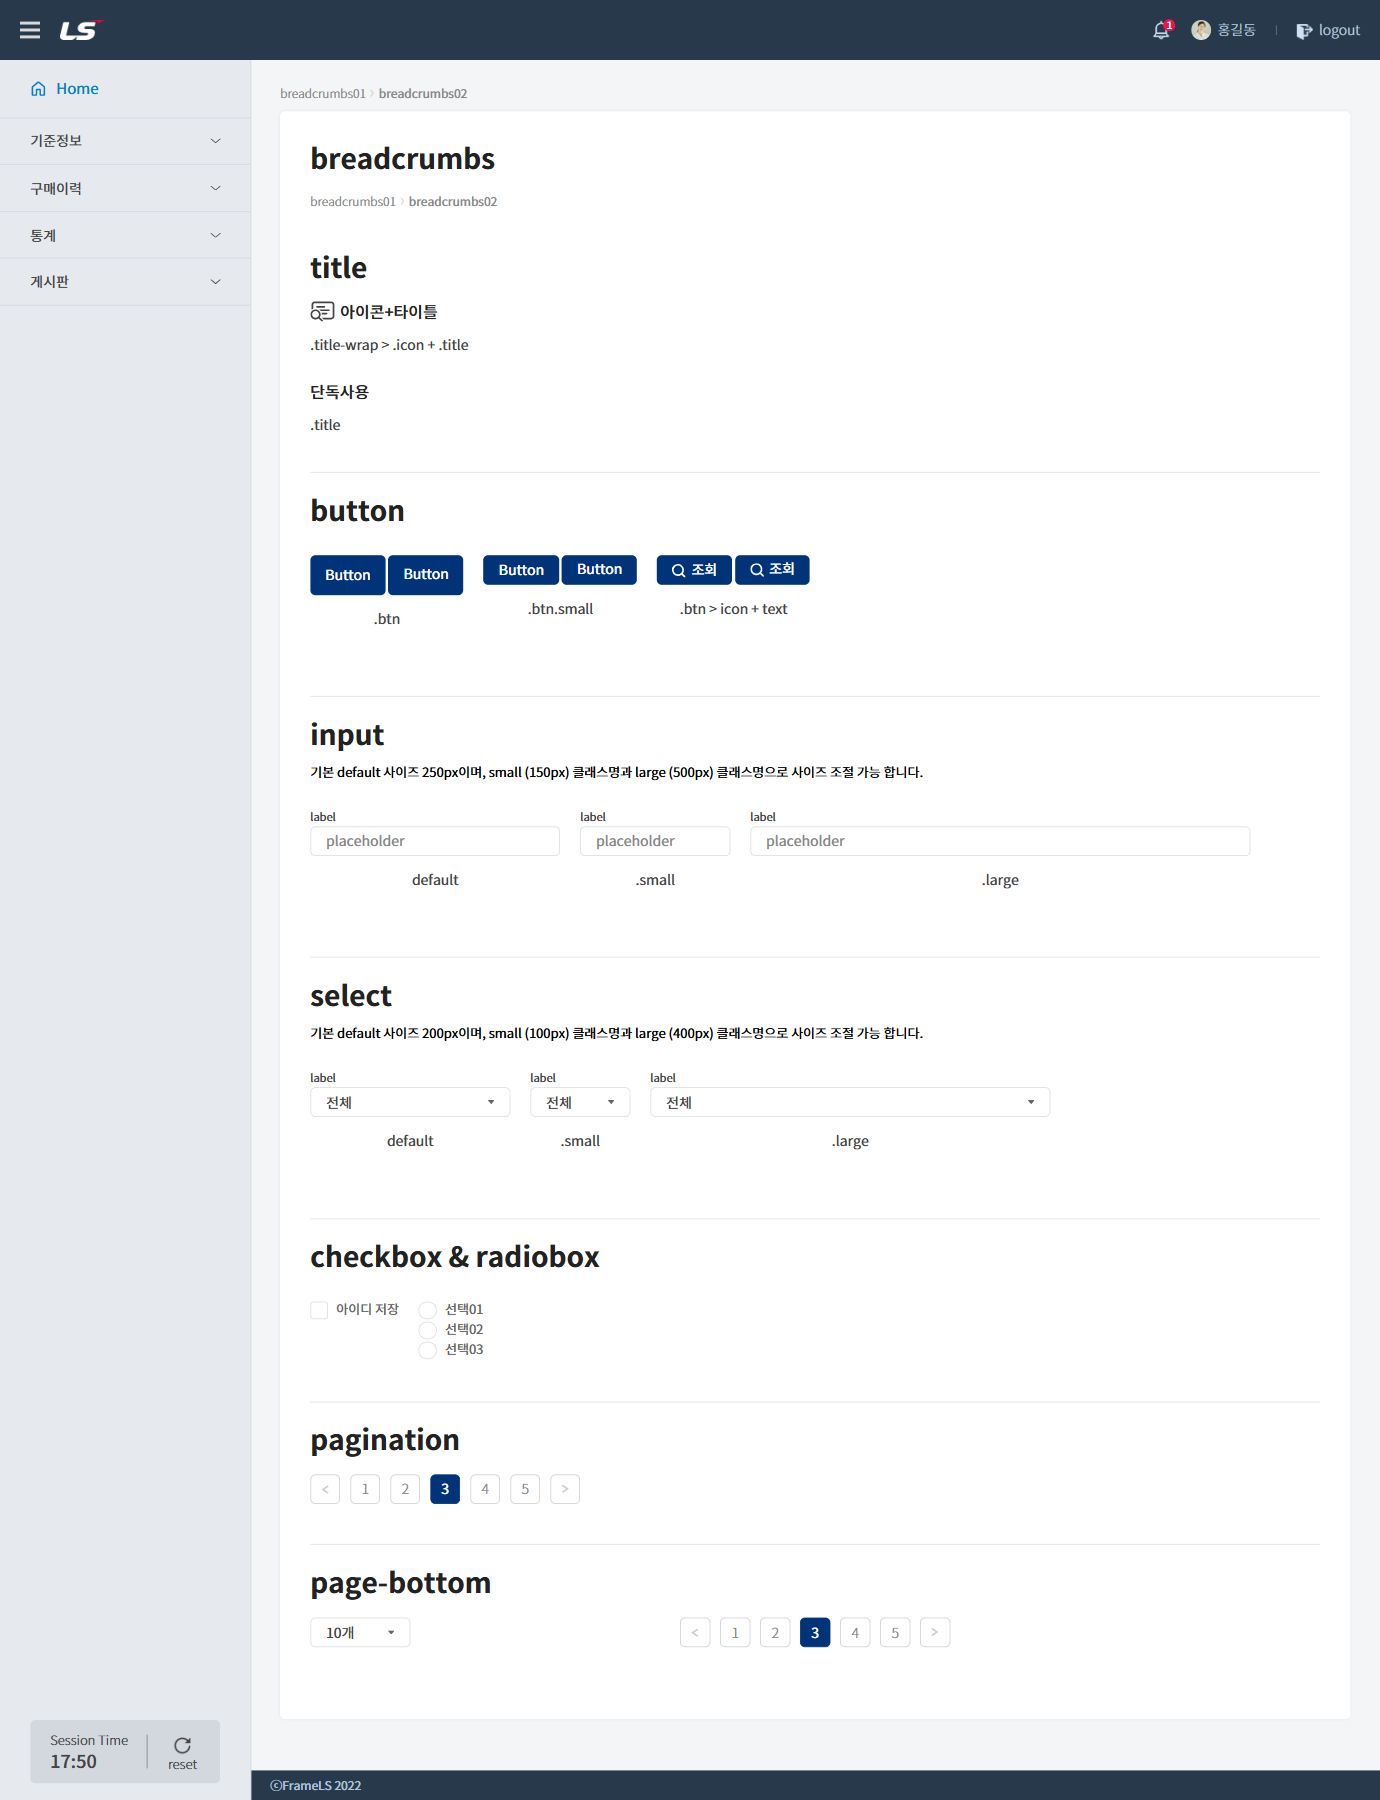 LS
1 홍길동 logout
Home
기준정보
구매이력
통계
게시판
breadcrumbs01 > breadcrumbs02
breadcrumbs
breadcrumbs01 > breadcrumbs02
title
아이콘+타이틀
.title-wrap > .icon + .title
단독사용
.title
button
Button Button Button Button 조회 조회
.btn .btn.small .btn > icon + text
input
기본 default 사이즈 250px이며, small (150px) 클래스명과 large (500px) 클래스명으로 사이즈 조절 가능 합니다.
label label label
placeholder placeholder placeholder
default .small .large
select
기본 default 사이즈 200px이며, small (100px) 클래스명과 large (400px) 클래스명으로 사이즈 조절 가능 합니다.
label label label
전체 전체 전체
default .small .large
checkbox & radiobox
아이디 저장 선택01
선택02
선택03
pagination
< 1 2 3 4 5 >
page-bottom
10개 < 1 2 3 4 5 >
Session Time
17:50
reset
ⓒFrameLS 2022